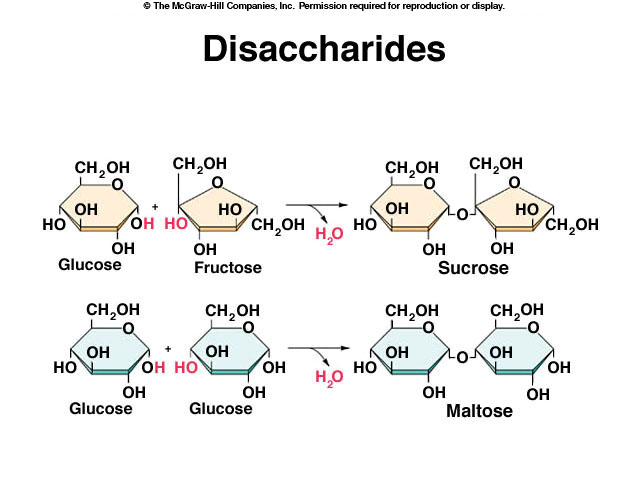 © The McGraw-Hill Companies, Inc. Permission required for reproduction or display.
Disaccharides
CH₂OH
O
OH
HO
OH
OH
Glucose
+
CH₂OH
O
HO
HO
CH₂OH
OH
Fructose
H₂O
CH₂OH
O
OH
HO
OH
O
CH₂OH
O
HO
CH₂OH
OH
Sucrose
CH₂OH
O
OH
HO
OH
OH
Glucose
+
CH₂OH
O
OH
HO
OH
OH
Glucose
H₂O
CH₂OH
O
OH
HO
OH
O
CH₂OH
O
OH
OH
OH
Maltose